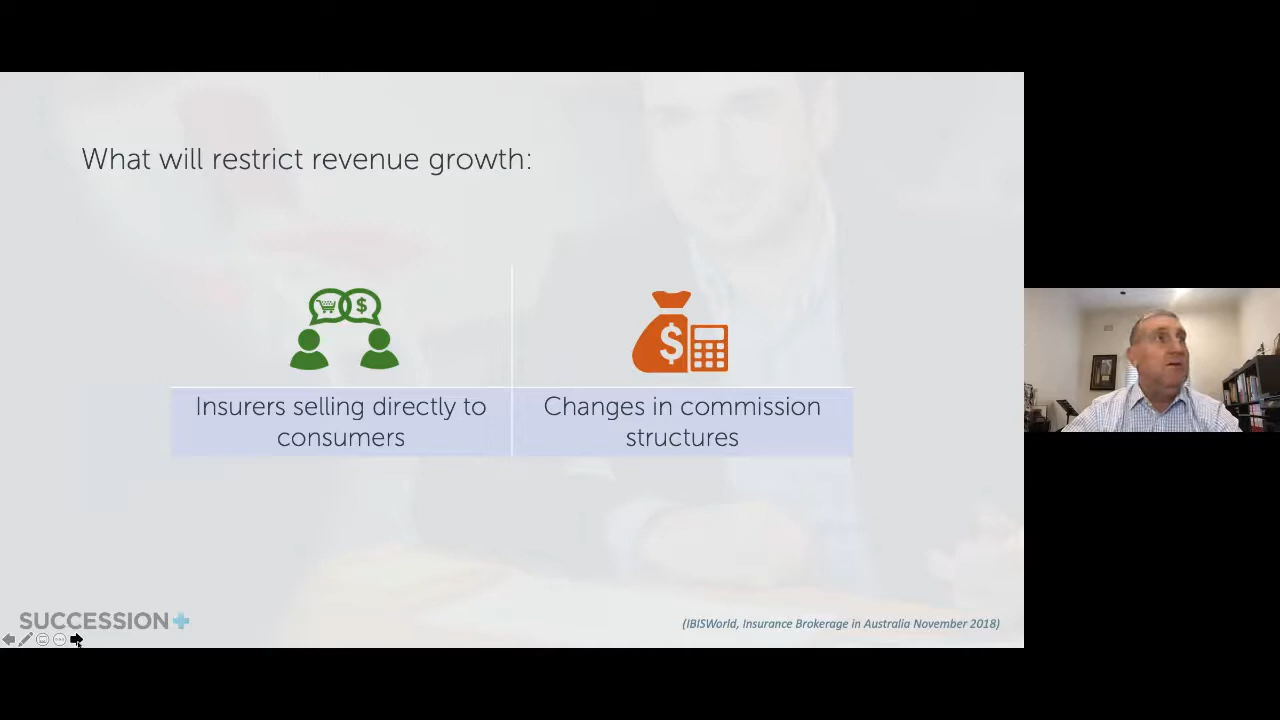 What will restrict revenue growth:
$
$
Insurers selling directly to
consumers
Changes in commission
structures
SUCCESSION+
(IBISWorld, Insurance Brokerage in Australia November 2018)